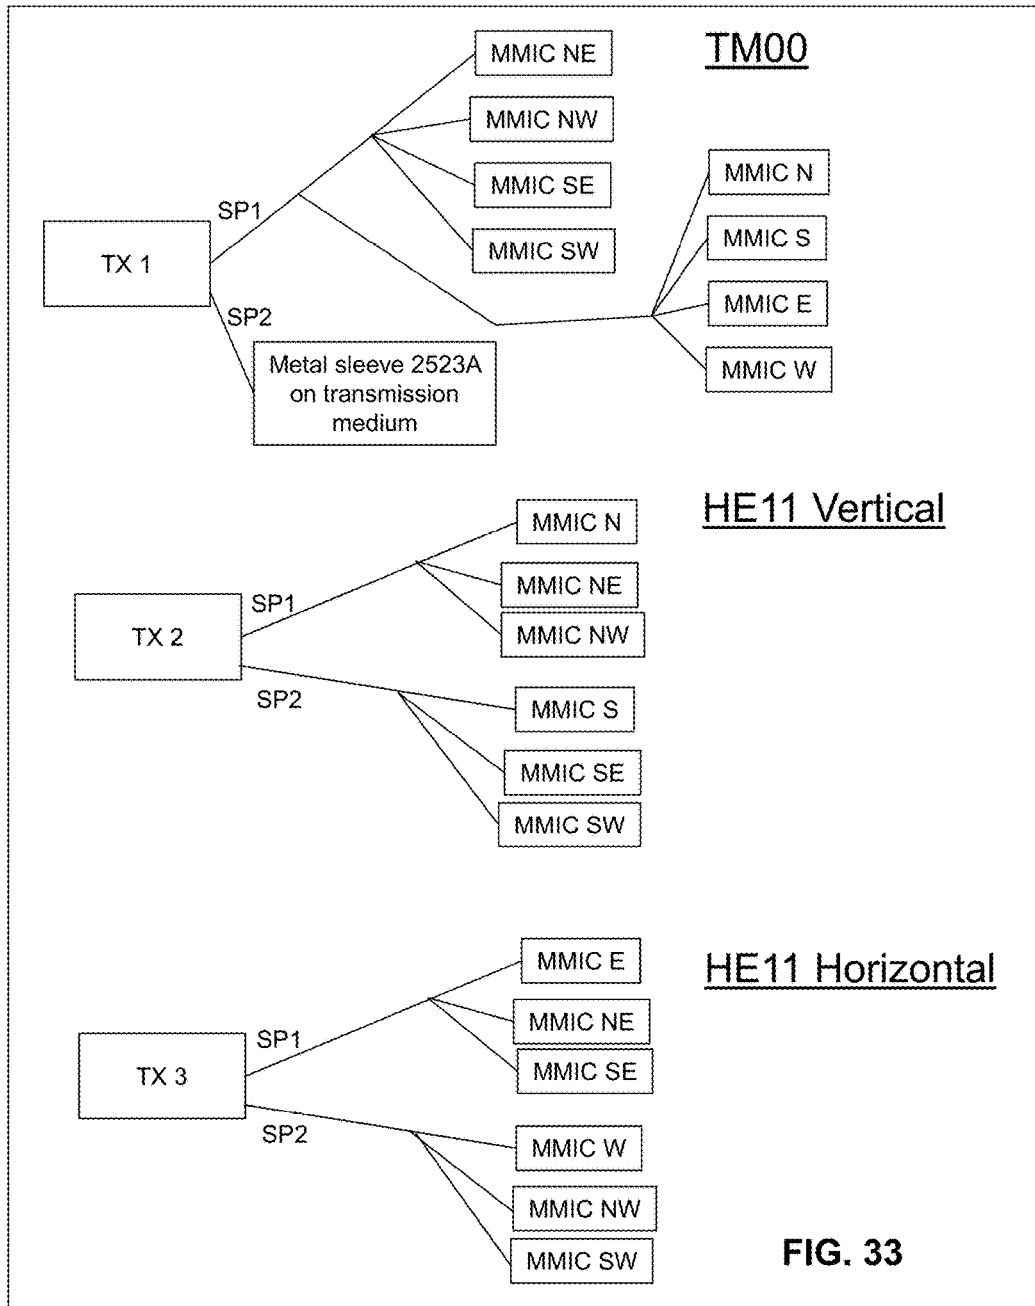 TM00
MMIC NE
MMIC NW
MMIC SE
MMIC SW
MMIC N
MMIC S
MMIC E
MMIC W
SP1
TX 1
SP2
Metal sleeve 2523A
on transmission
medium
HE11 Vertical
MMIC N
MMIC NE
MMIC NW
SP1
TX 2
SP2
MMIC S
MMIC SE
MMIC SW
HE11 Horizontal
MMIC E
MMIC NE
MMIC SE
SP1
TX 3
SP2
MMIC W
MMIC NW
MMIC SW
FIG. 33